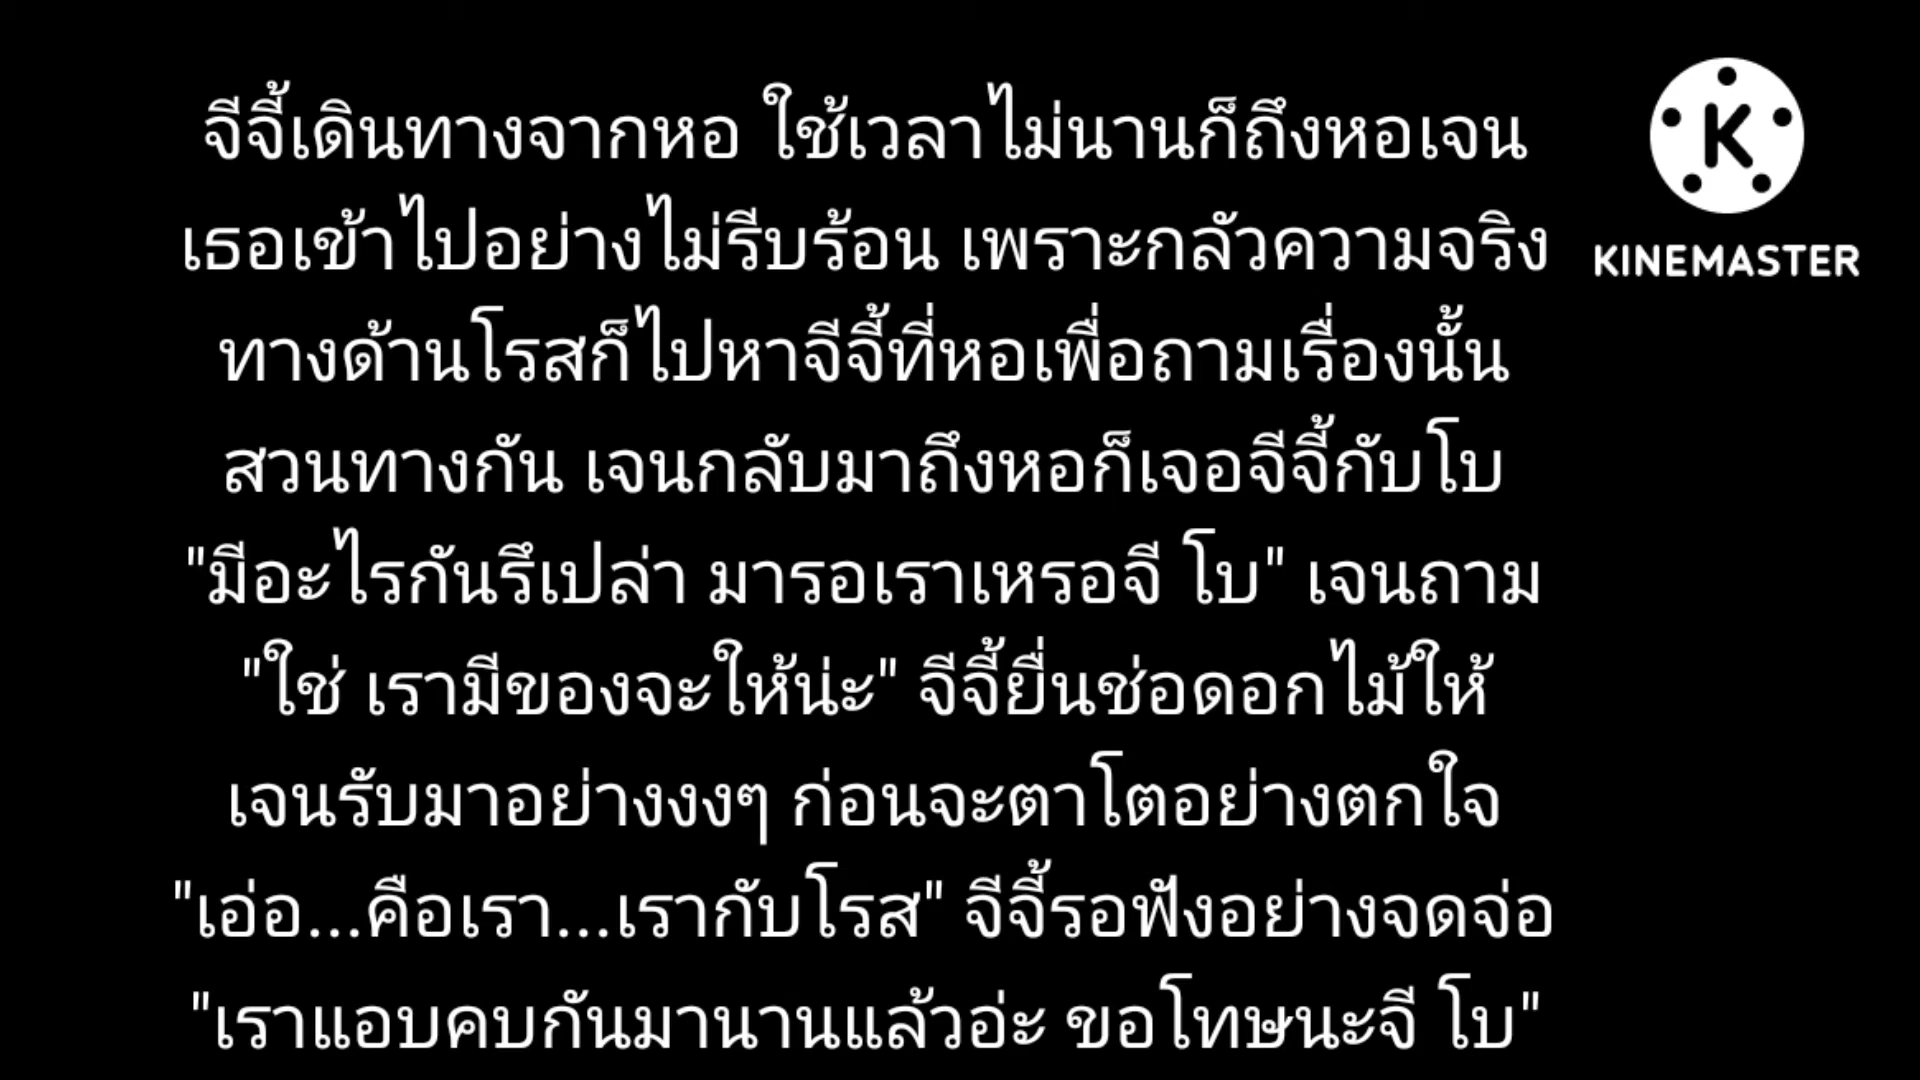 จีจี้เดินทางจากหอ ใช้เวลาไม่นานก็ถึงหอเจน
เธอเข้าไปอย่างไม่รีบร้อน เพราะกลัวความจริง
ทางด้านโรสก็ไปหาจีจี้ที่หอเพื่อถามเรื่องนั้น
สวนทางกัน เจนกลับมาถึงหอก็เจอจีจี้กับโบ
"มีอะไรกันรึเปล่า มารอเราเหรอจี โบ" เจนถาม
"ใช่ เรามีของจะให้น่ะ" จีจี้ยื่นช่อดอกไม้ให้
เจนรับมาอย่างงงๆ ก่อนจะตาโตอย่างตกใจ
"เอ่อ...คือเรา...เรากับโรส" จีจี้รอฟังอย่างจดจ่อ
"เราแอบคบกันมานานแล้วอ่ะ ขอโทษนะจี โบ"
K
KINEMASTER